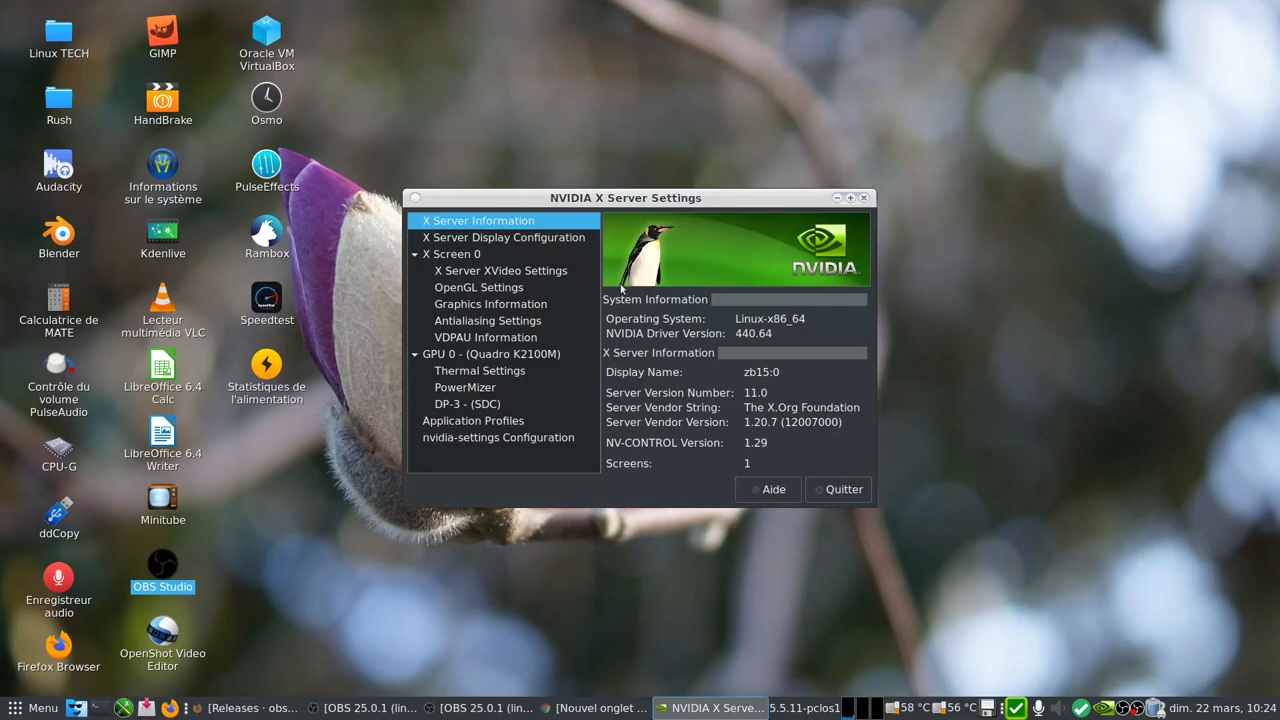 Linux TECH
GIMP
Oracle VM
VirtualBox
Rush
HandBrake
Osmo
Audacity
Informations
sur le système
PulseEffects
Blender
Kdenlive
Rambox
Calculatrice de
MATE
Lecteur
multimédia VLC
Speedtest
Contrôle du
volume
PulseAudio
LibreOffice 6.4
Calc
Statistiques de
l'alimentation
CPU-G
LibreOffice 6.4
Writer
ddCopy
Minitube
Enregistreur
audio
OBS Studio
Firefox Browser
OpenShot Video
Editor
NVIDIA X Server Settings
X Server Information
X Server Display Configuration
X Screen 0
X Server XVideo Settings
OpenGL Settings
Graphics Information
Antialiasing Settings
VDPAU Information
GPU 0 - (Quadro K2100M)
Thermal Settings
PowerMizer
DP-3 - (SDC)
Application Profiles
nvidia-settings Configuration
NVIDIA.
System Information
Operating System: Linux-x86_64
NVIDIA Driver Version: 440.64
X Server Information
Display Name: zb15:0
Server Version Number: 11.0
Server Vendor String: The X.Org Foundation
Server Vendor Version: 1.20.7 (12007000)
NV-CONTROL Version: 1.29
Screens: 1
Aide
Quitter
Menu
[Releases · obs...
[OBS 25.0.1 (lin...
[OBS 25.0.1 (lin...
[Nouvel onglet ...
NVIDIA X Serve...
5.5.11-pclos1
58 °C
56 °C
dim. 22 mars, 10:24